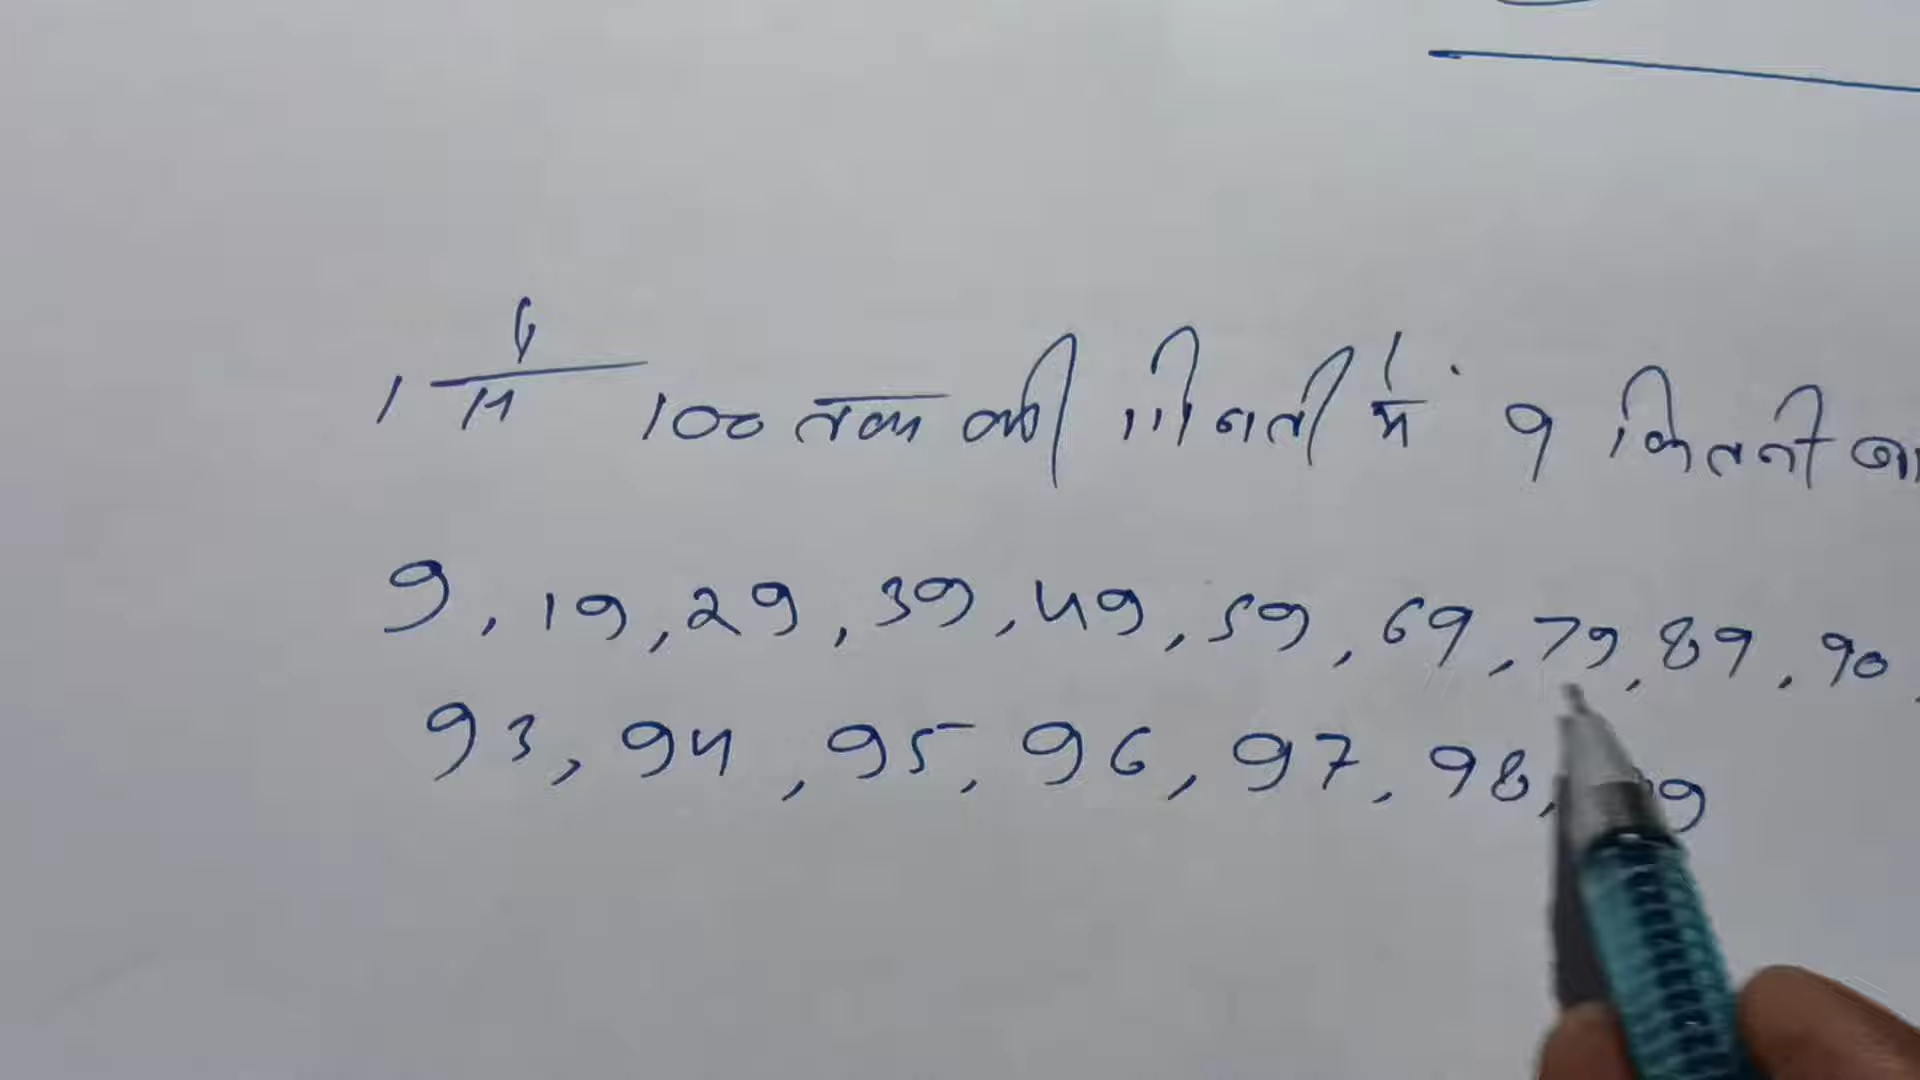 1 से 100 तक की गिनती में 9 कितनी
9, 19, 29, 39, 49, 59, 69, 79, 89, 90
93, 94, 95, 96, 97, 98,